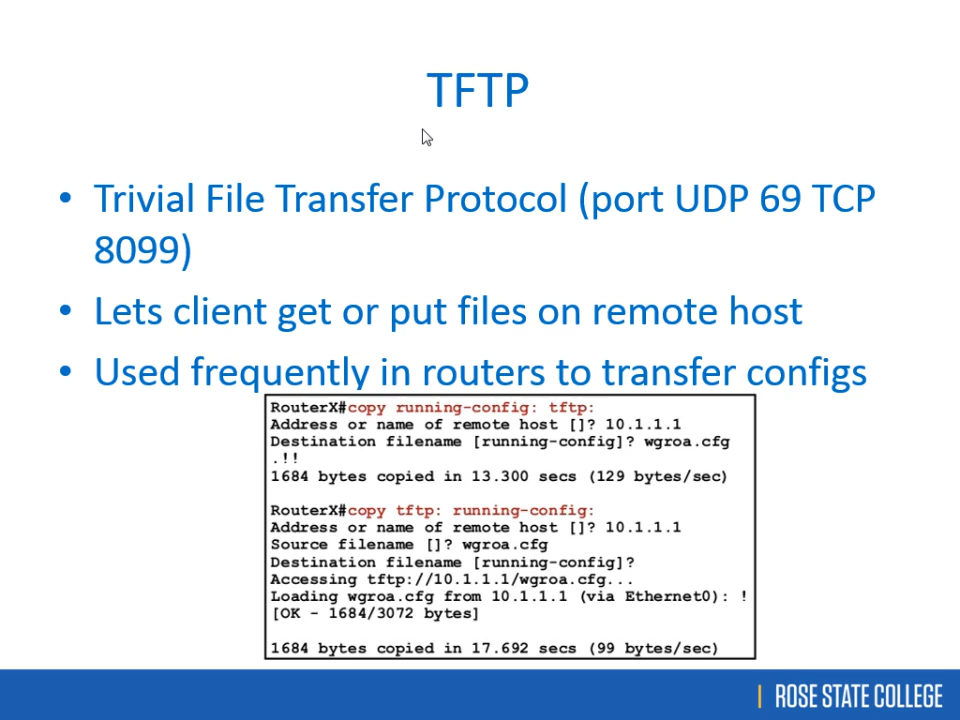 TFTP
• Trivial File Transfer Protocol (port UDP 69 TCP
8099)
• Lets client get or put files on remote host
• Used frequently in routers to transfer configs
RouterX#copy running-config: tftp:
Address or name of remote host []? 10.1.1.1
Destination filename [running-config]? wgroa.cfg
.!!
1684 bytes copied in 13.300 secs (129 bytes/sec)
RouterX#copy tftp: running-config:
Address or name of remote host []? 10.1.1.1
Source filename []? wgroa.cfg
Destination filename [running-config]?
Accessing tftp://10.1.1.1/wgroa.cfg...
Loading wgroa.cfg from 10.1.1.1 (via Ethernet0): !
[OK - 1684/3072 bytes]
1684 bytes copied in 17.692 secs (99 bytes/sec)
ROSE STATE COLLEGE